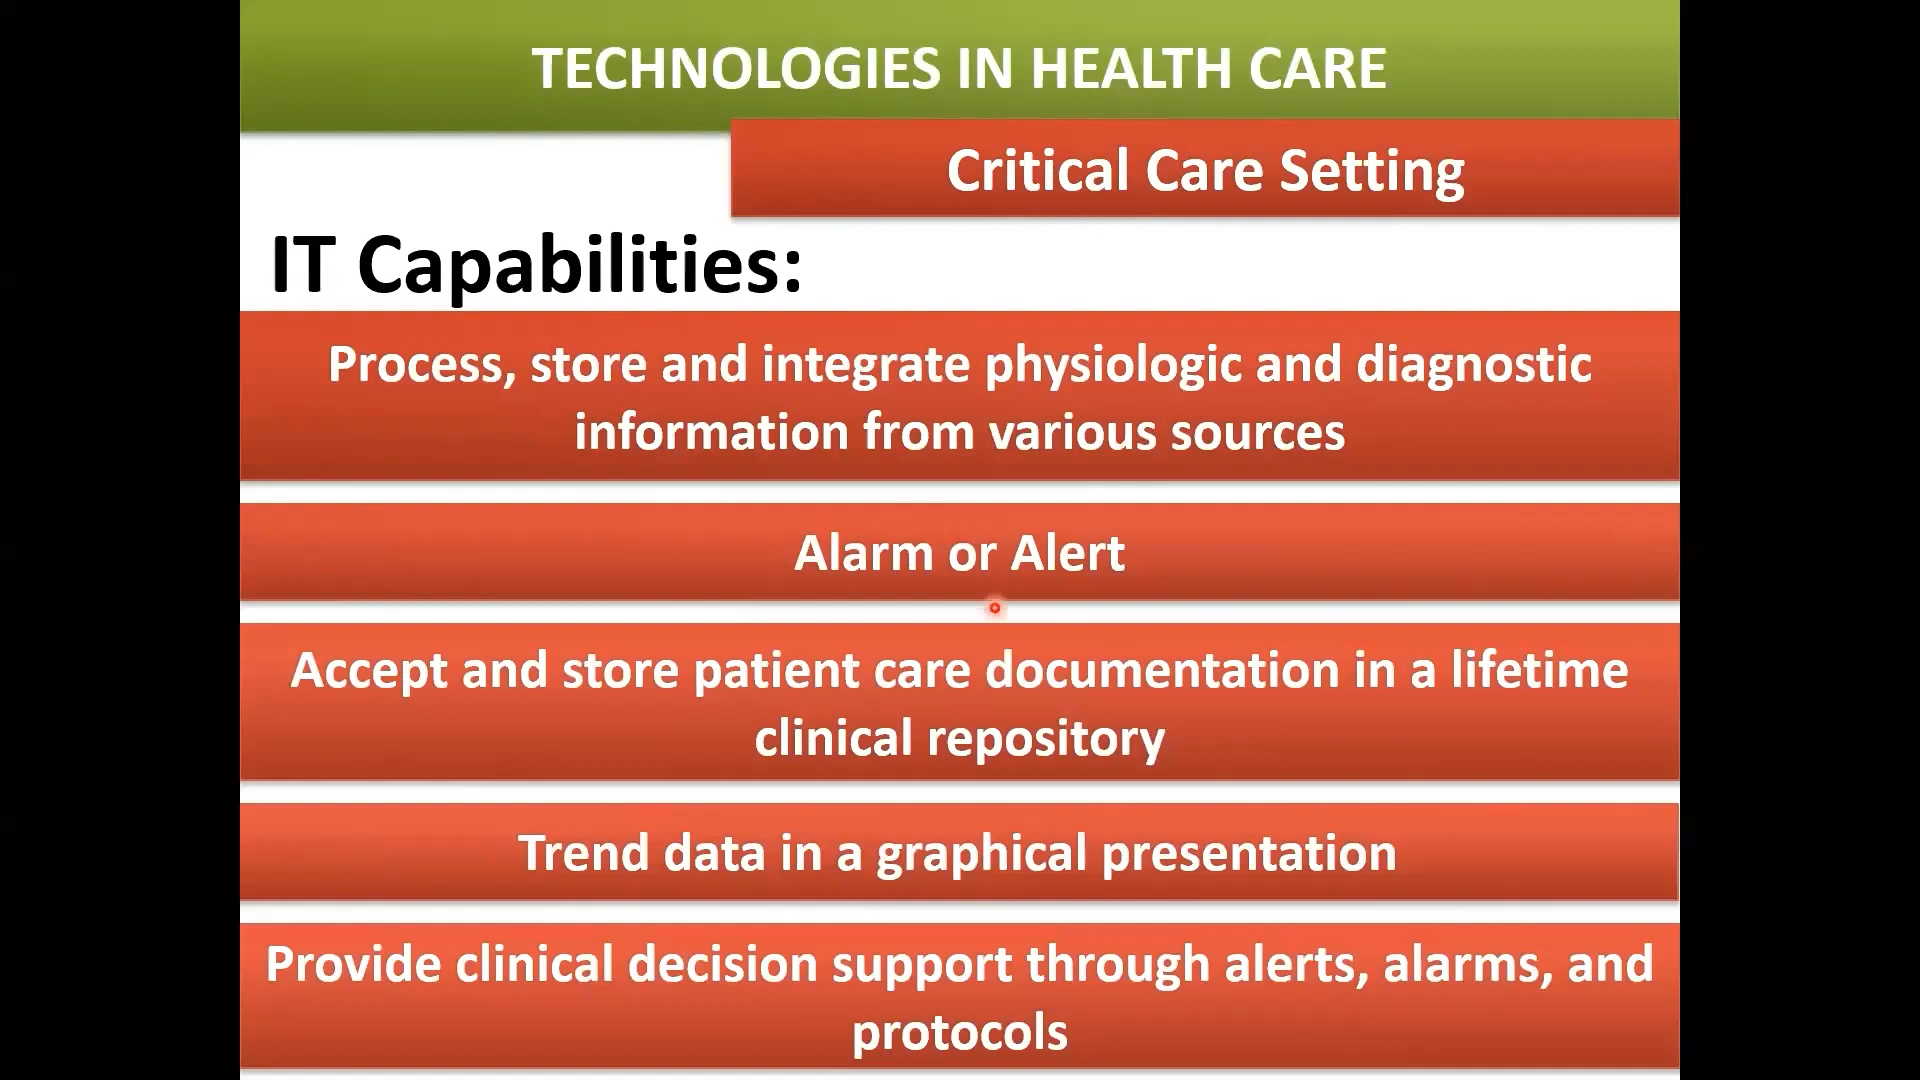 TECHNOLOGIES IN HEALTH CARE
Critical Care Setting
IT Capabilities:
Process, store and integrate physiologic and diagnostic
information from various sources
Alarm or Alert
Accept and store patient care documentation in a lifetime
clinical repository
Trend data in a graphical presentation
Provide clinical decision support through alerts, alarms, and
protocols